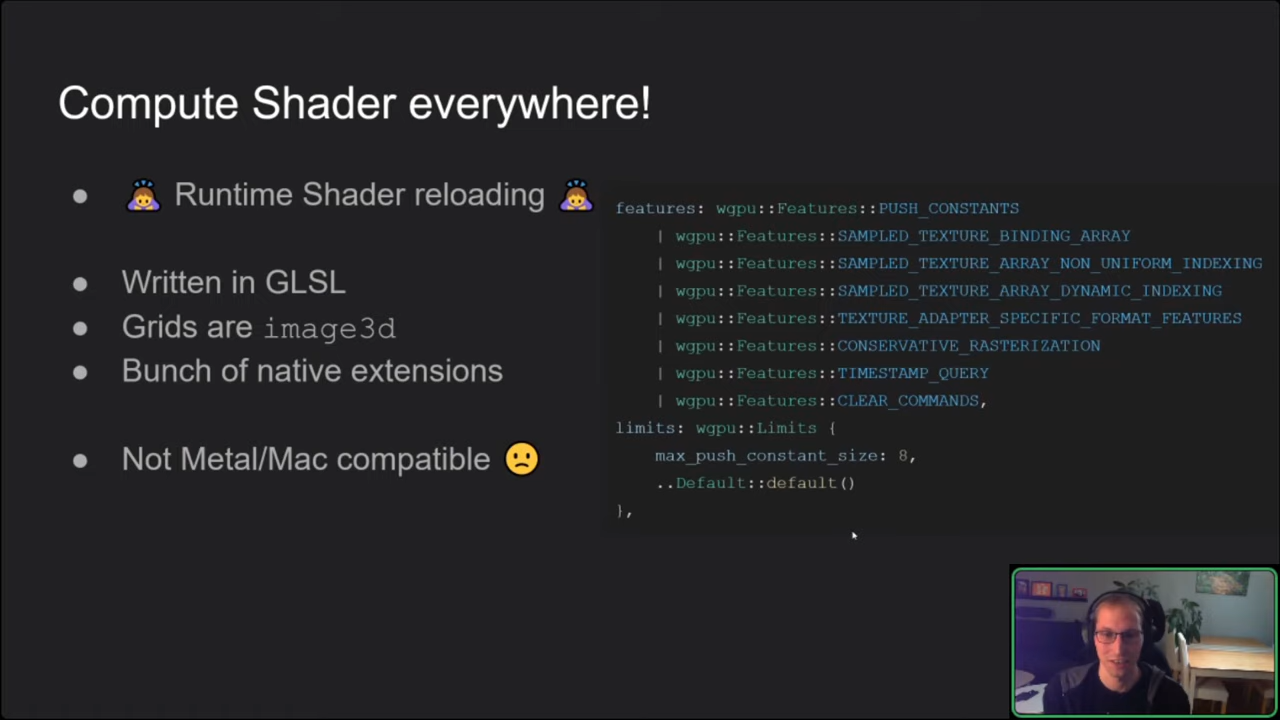 Compute Shader everywhere!
● 🙇 Runtime Shader reloading 🙇
● Written in GLSL
● Grids are image3d
● Bunch of native extensions
● Not Metal/Mac compatible 🙁
features: wgpu::Features::PUSH_CONSTANTS
| wgpu::Features::SAMPLED_TEXTURE_BINDING_ARRAY
| wgpu::Features::SAMPLED_TEXTURE_ARRAY_NON_UNIFORM_INDEXING
| wgpu::Features::SAMPLED_TEXTURE_ARRAY_DYNAMIC_INDEXING
| wgpu::Features::TEXTURE_ADAPTER_SPECIFIC_FORMAT_FEATURES
| wgpu::Features::CONSERVATIVE_RASTERIZATION
| wgpu::Features::TIMESTAMP_QUERY
| wgpu::Features::CLEAR_COMMANDS,
limits: wgpu::Limits {
max_push_constant_size: 8,
..Default::default()
},